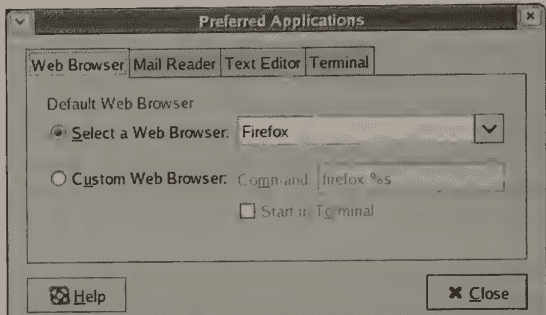 Preferred Applications
Web Browser Mail Reader Text Editor Terminal
Default Web Browser
Select a Web Browser: Firefox
Custom Web Browser: Command: firefox %s
Start in Terminal
Help Close